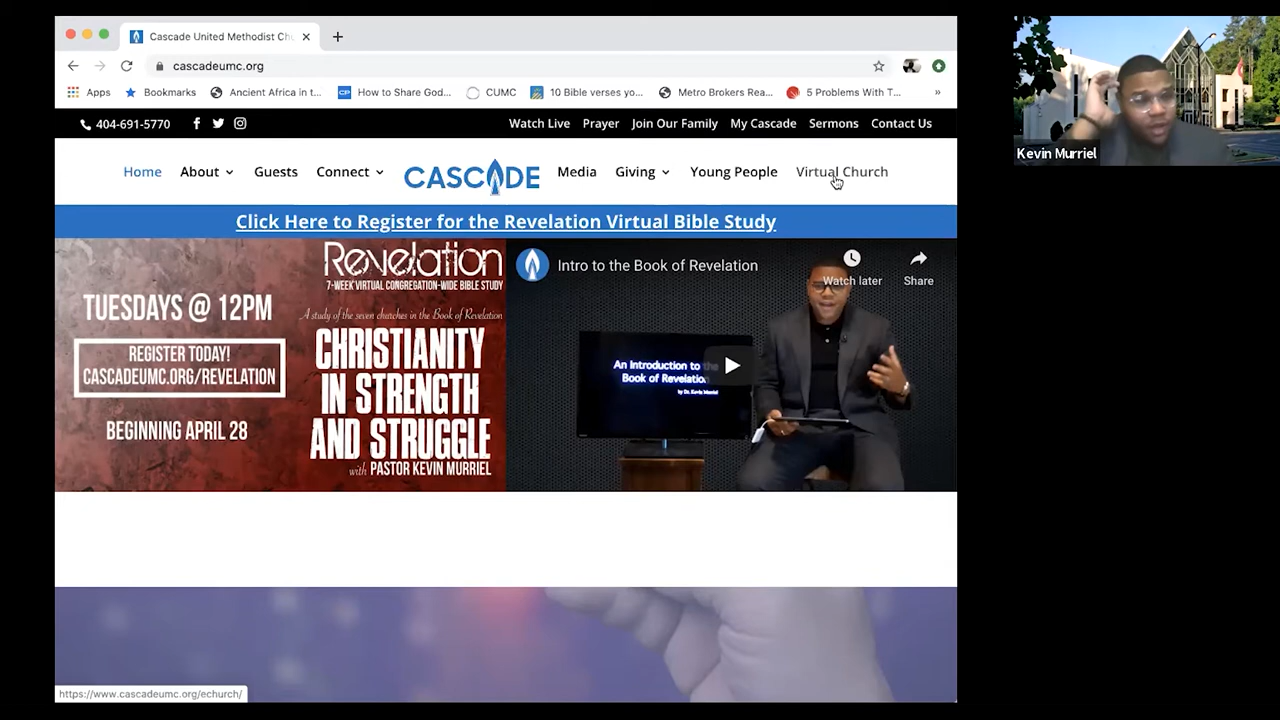 Cascade United Methodist Chu
cascadeumc.org
Apps
Bookmarks
Ancient Africa in t...
How to Share God...
CUMC
10 Bible verses yo...
Metro Brokers Rea...
5 Problems With T...
»
404-691-5770
Watch Live
Prayer
Join Our Family
My Cascade
Sermons
Contact Us
Home
About
Guests
Connect
CASCADE
Media
Giving
Young People
Virtual Church
Click Here to Register for the Revelation Virtual Bible Study
TUESDAYS @ 12PM
REGISTER TODAY!
CASCADEUMC.ORG/REVELATION
BEGINNING APRIL 28
Revelation
7-WEEK VIRTUAL CONGREGATION-WIDE BIBLE STUDY
A study of the seven churches in the Book of Revelation
CHRISTIANITY
IN STRENGTH
AND STRUGGLE
with PASTOR KEVIN MURRIEL
Intro to the Book of Revelation
Watch later
Share
An Introduction to the
Book of Revelation
by Dr. Kevin Murriel
https://www.cascadeumc.org/echurch/
Kevin Murriel